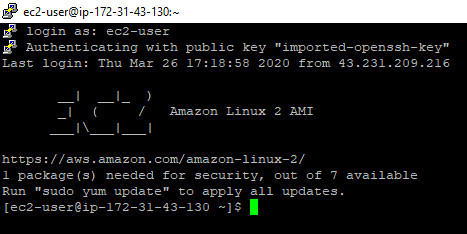 ec2-user@ip-172-31-43-130:~
login as: ec2-user
Authenticating with public key "imported-openssh-key"
Last login: Thu Mar 26 17:18:58 2020 from 43.231.209.216
__|  __|_  )
_|  (     /   Amazon Linux 2 AMI
___|\___|___|
https://aws.amazon.com/amazon-linux-2/
1 package(s) needed for security, out of 7 available
Run "sudo yum update" to apply all updates.
[ec2-user@ip-172-31-43-130 ~]$